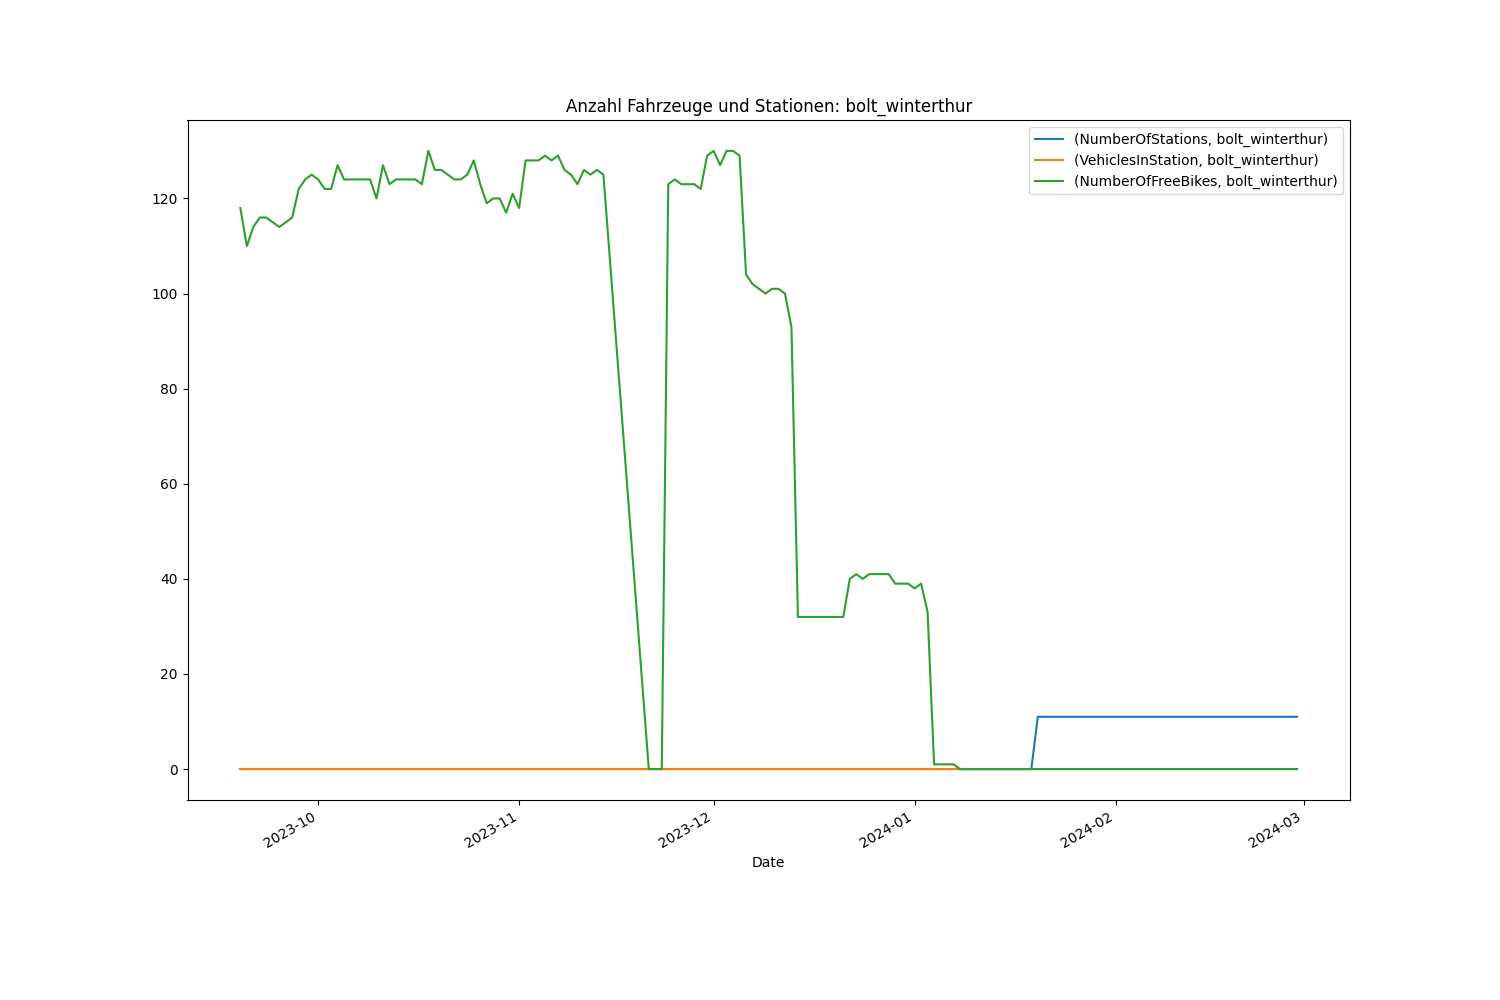 Anzahl Fahrzeuge und Stationen: bolt_winterthur
(NumberOfStations, bolt_winterthur)
(VehiclesInStation, bolt_winterthur)
(NumberOfFreeBikes, bolt_winterthur)
120
100
80
60
40
20
0
2023-10
2023-11
2023-12
2024-01
2024-02
2024-03
Date